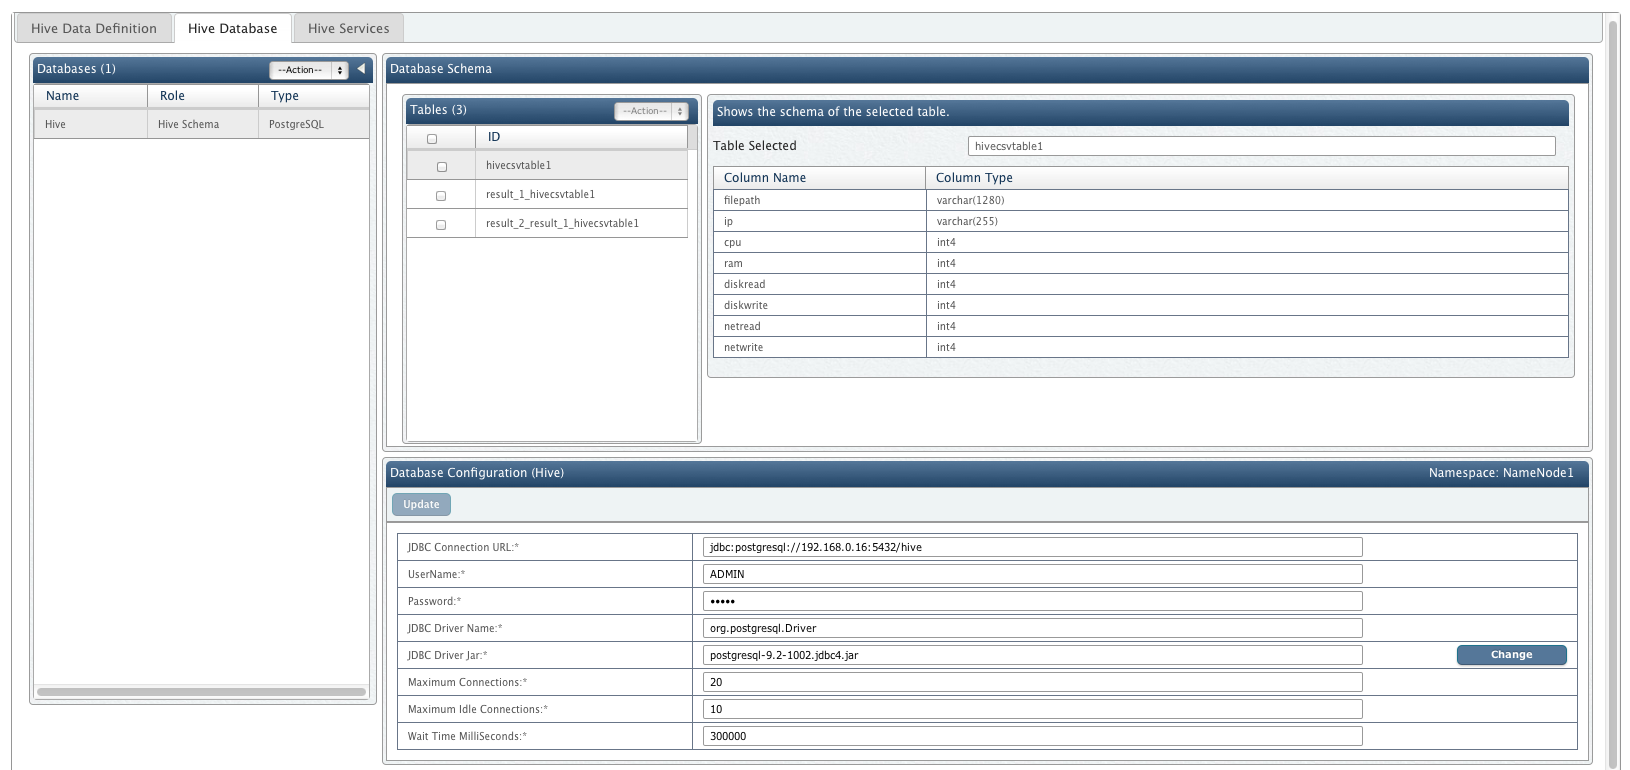 Hive Data Definition Hive Database Hive Services
Databases (1) --Action--
Name Role Type
Hive Hive Schema PostgreSQL
Database Schema
Tables (3) --Action--
ID
hivecsvtable1
result_1_hivecsvtable1
result_2_result_1_hivecsvtable1
Shows the schema of the selected table.
Table Selected hivecsvtable1
Column Name Column Type
filepath varchar(1280)
ip varchar(255)
cpu int4
ram int4
diskread int4
diskwrite int4
netread int4
netwrite int4
Database Configuration (Hive) Namespace: NameNode1
Update
JDBC Connection URL:* jdbc:postgresql://192.168.0.16:5432/hive
UserName:* ADMIN
Password:* •••••
JDBC Driver Name:* org.postgresql.Driver
JDBC Driver Jar:* postgresql-9.2-1002.jdbc4.jar Change
Maximum Connections:* 20
Maximum Idle Connections:* 10
Wait Time MilliSeconds:* 300000